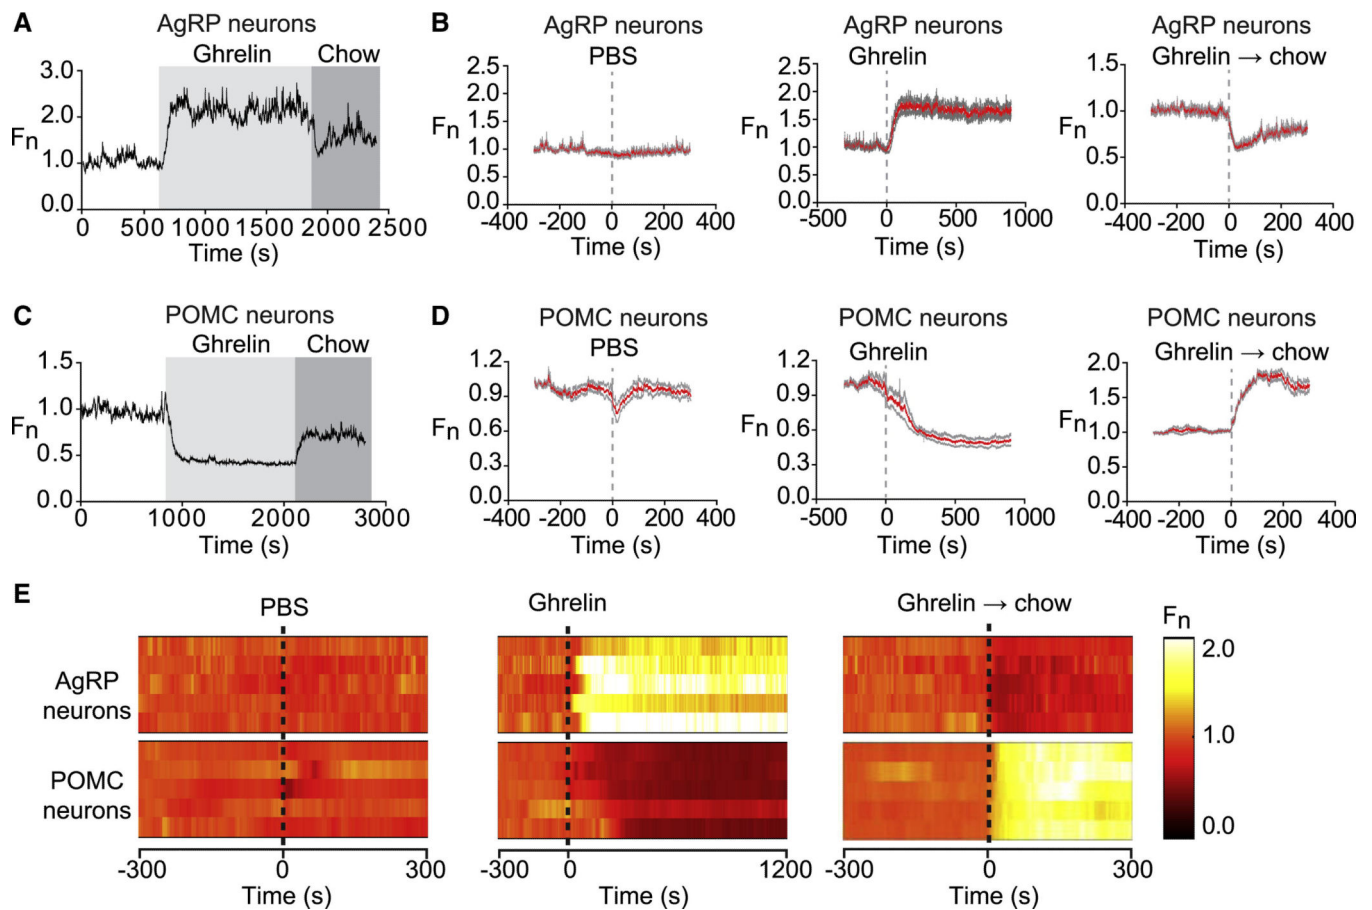 A
AgRP neurons
Ghrelin Chow
3.0
2.0
Fn
1.0
0.0
0 500 1000 1500 2000 2500
Time (s)
B
AgRP neurons
PBS
2.5
2.0
1.5
Fn
1.0
0.5
0.0
-400 -200 0 200 400
Time (s)
AgRP neurons
Ghrelin
2.5
2.0
1.5
Fn
1.0
0.5
0.0
-500 0 500 1000
Time (s)
AgRP neurons
Ghrelin → chow
1.5
1.0
Fn
0.5
0.0
-400 -200 0 200 400
Time (s)
C
POMC neurons
Ghrelin Chow
1.5
1.0
Fn
0.5
0.0
0 1000 2000 3000
Time (s)
D
POMC neurons
PBS
1.2
0.9
Fn
0.6
0.3
0.0
-400 -200 0 200 400
Time (s)
POMC neurons
Ghrelin
1.2
0.9
Fn
0.6
0.3
0.0
-500 0 500 1000
Time (s)
POMC neurons
Ghrelin → chow
2.0
1.5
Fn
1.0
0.5
0.0
-400 -200 0 200 400
Time (s)
E
PBS
Ghrelin
Ghrelin → chow
AgRP
neurons
POMC
neurons
-300 0 300
Time (s)
-300 0 1200
Time (s)
-300 0 300
Time (s)
Fn
2.0
1.0
0.0